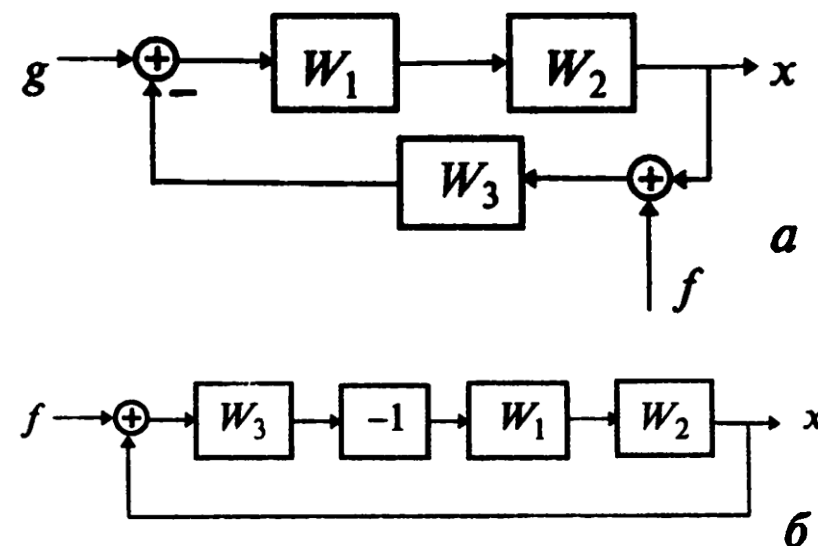 g + W₁ W₂ x
−
W₃ +
а
f
f + W₃ −1 W₁ W₂ x
б